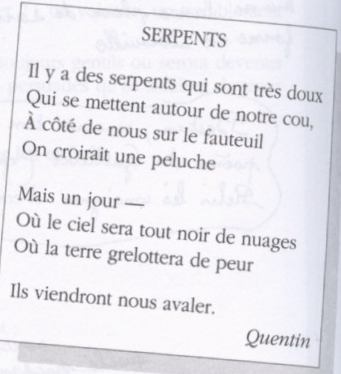 SERPENTS
Il y a des serpents qui sont très doux
Qui se mettent autour de notre cou,
À côté de nous sur le fauteuil
On croirait une peluche
Mais un jour —
Où le ciel sera tout noir de nuages
Où la terre grelottera de peur
Ils viendront nous avaler.
Quentin